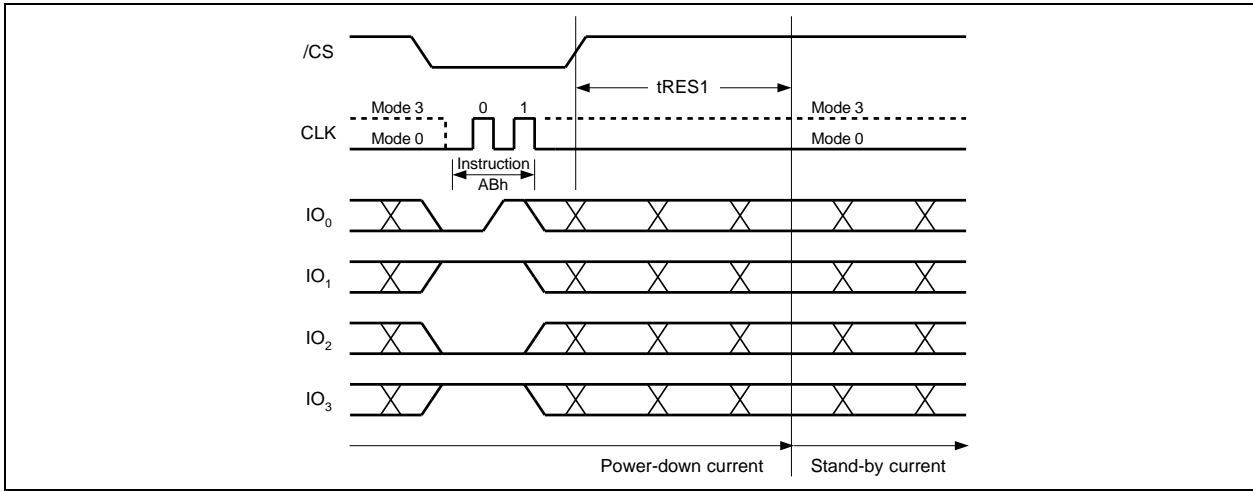 /CS
tRES1
Mode 3 0 1 Mode 3
CLK
Mode 0 Mode 0
Instruction
ABh
IO0
IO1
IO2
IO3
Power-down current Stand-by current